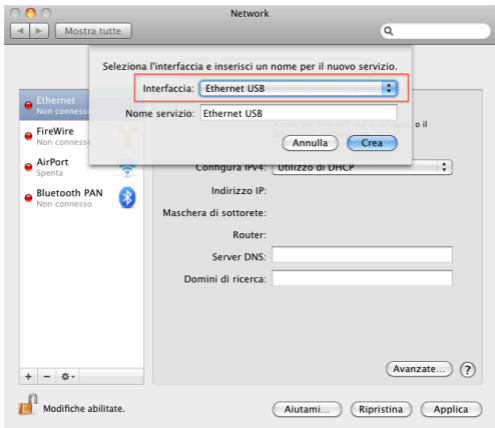 Network
Mostra tutte
Seleziona l'interfaccia e inserisci un nome per il nuovo servizio.
Interfaccia: Ethernet USB
Nome servizio: Ethernet USB
Annulla Crea
Ethernet
Non connesso
FireWire
Non connesso
AirPort
Spenta
Bluetooth PAN
Non connesso
o il
Configura IPv4: Utilizzo di DHCP
Indirizzo IP:
Maschera di sottorete:
Router:
Server DNS:
Domini di ricerca:
+ −
Avanzate... ?
Modifiche abilitate.
Aiutami... Ripristina Applica